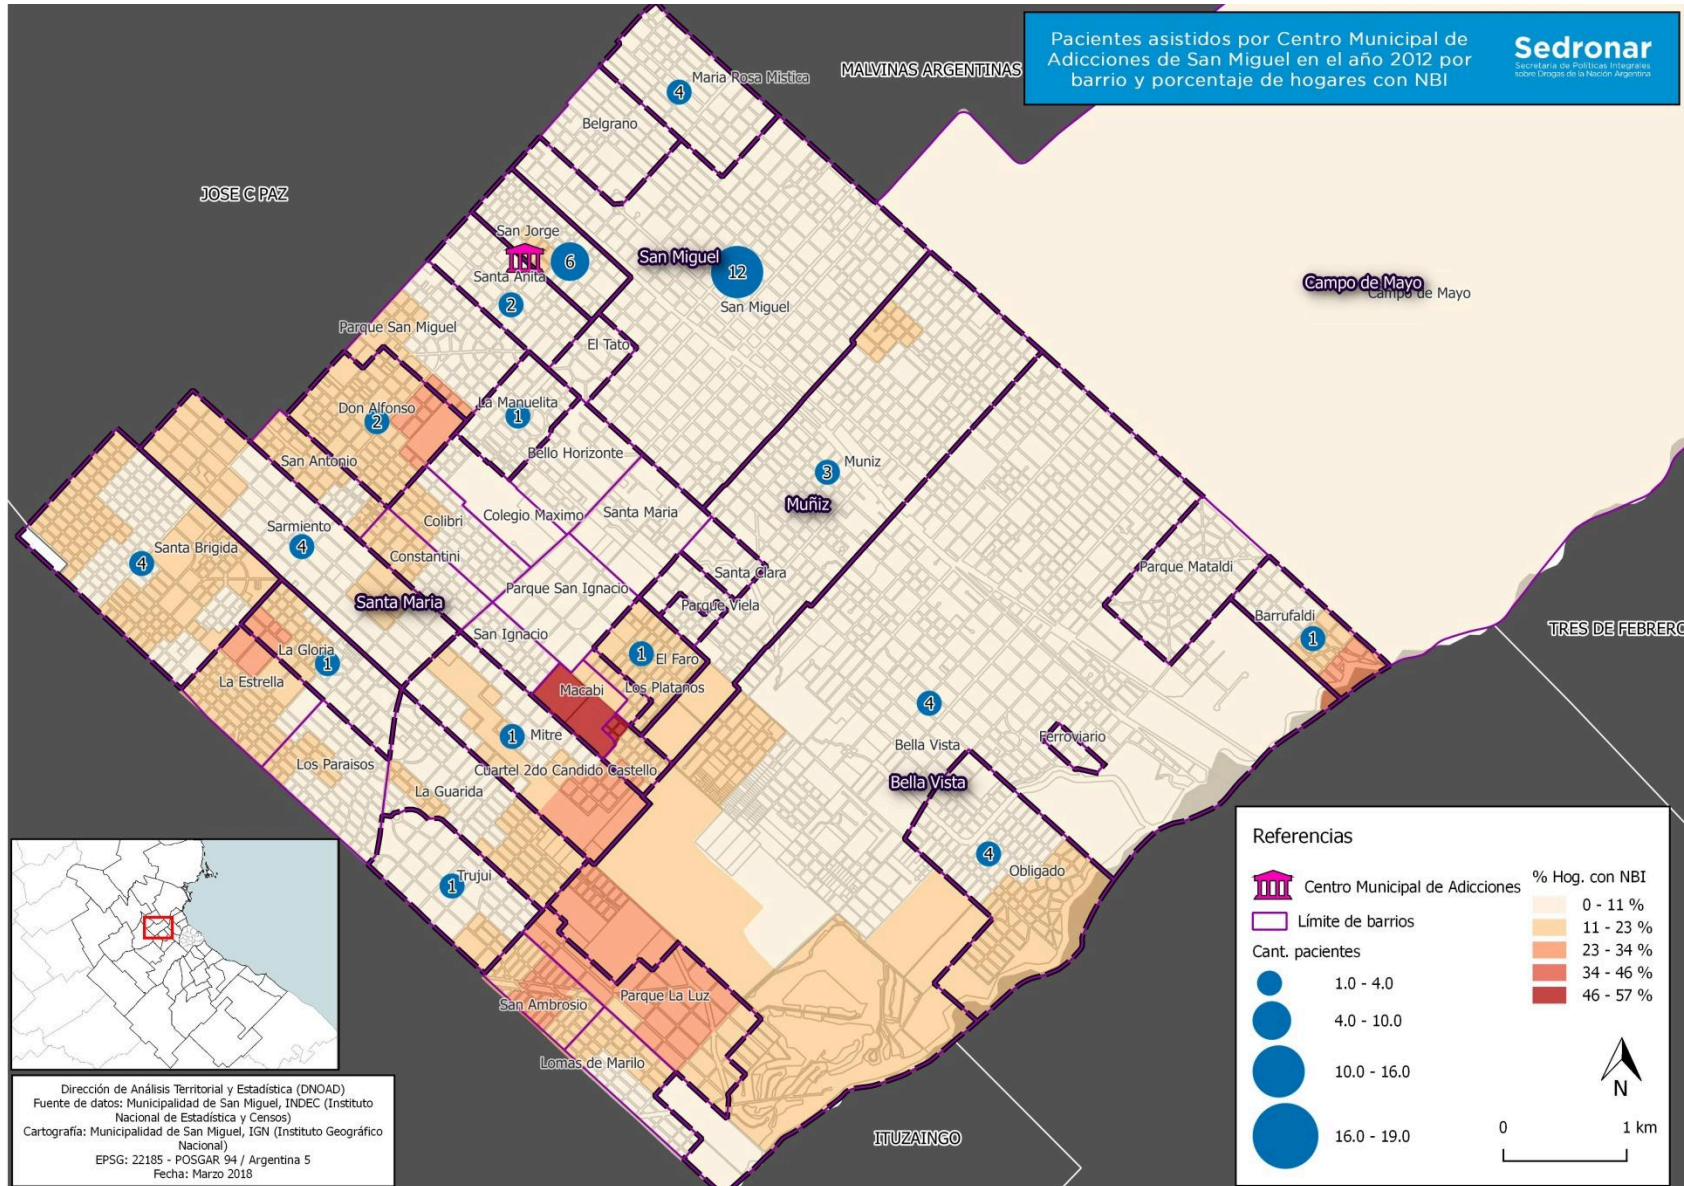 Pacientes asistidos por Centro Municipal de
Adicciones de San Miguel en el año 2012 por
barrio y porcentaje de hogares con NBI
Sedronar
Secretaría de Políticas Integrales
sobre Drogas de la Nación Argentina
MALVINAS ARGENTINAS
Maria Rosa Mistica
4
Belgrano
JOSE C PAZ
San Jorge
6
San Miguel
12
Santa Anita
2
San Miguel
Campo de Mayo
Campo de Mayo
Parque San Miguel
El Tato
Don Alfonso
2
La Manuelita
1
San Antonio
Bello Horizonte
3
Muniz
Muñiz
Colibri
Colegio Maximo
Santa Maria
Sarmiento
4
Santa Brigida
4
Constantini
Santa Clara
Parque Mataldi
Parque San Ignacio
Santa Maria
Parque Viela
Barrufaldi
1
TRES DE FEBRERO
San Ignacio
La Gloria
1
1
El Faro
La Estrella
Macabi
Los Platanos
4
1
Mitre
Bella Vista
Ferroviario
Los Paraisos
Cuartel 2do Candido Castello
Bella Vista
La Guarida
4
Obligado
Trujui
1
San Ambrosio
Parque La Luz
Lomas de Marilo
ITUZAINGO
Referencias
Centro Municipal de Adicciones
Límite de barrios
Cant. pacientes
1.0 - 4.0
4.0 - 10.0
10.0 - 16.0
16.0 - 19.0
% Hog. con NBI
0 - 11 %
11 - 23 %
23 - 34 %
34 - 46 %
46 - 57 %
N
0 1 km
Dirección de Análisis Territorial y Estadística (DNOAD)
Fuente de datos: Municipalidad de San Miguel, INDEC (Instituto
Nacional de Estadística y Censos)
Cartografía: Municipalidad de San Miguel, IGN (Instituto Geográfico
Nacional)
EPSG: 22185 - POSGAR 94 / Argentina 5
Fecha: Marzo 2018